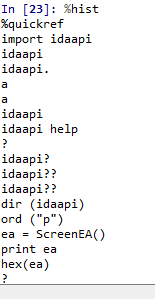 In [23]: %hist
%quickref
import idaapi
idaapi
idaapi.
a
a
idaapi
idaapi help
?
idaapi?
idaapi??
idaapi??
dir (idaapi)
ord ("p")
ea = ScreenEA()
print ea
hex(ea)
?